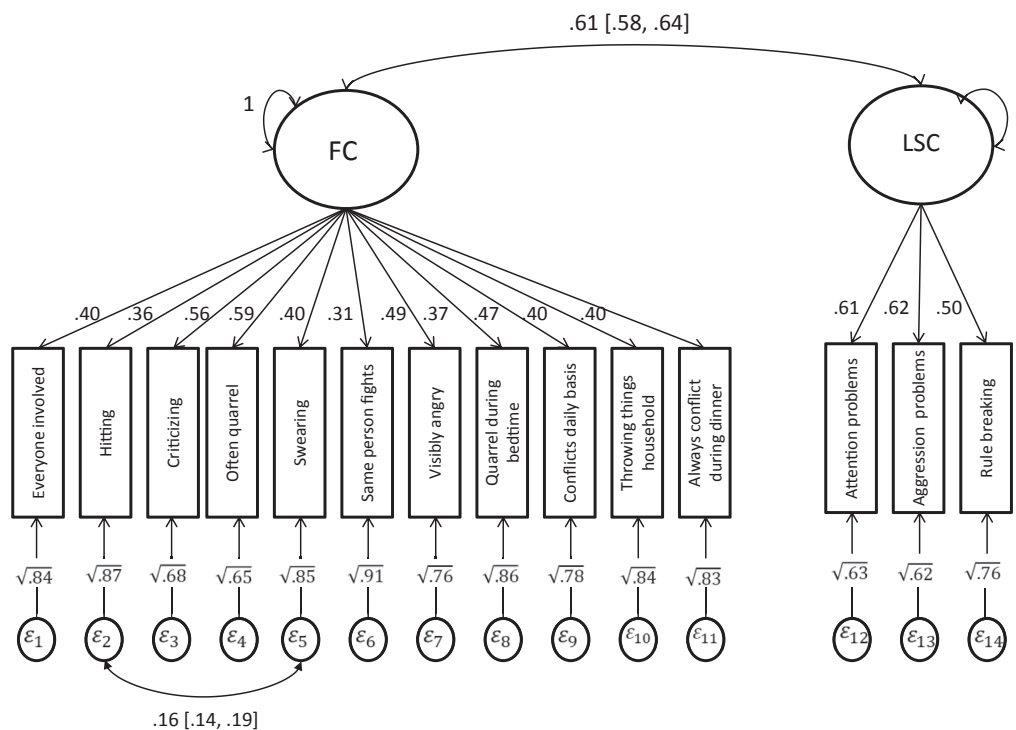 .61 [.58, .64]
1
FC
LSC
.40 .36 .56 .59 .40 .31 .49 .37 .47 .40 .40
.61 .62 .50
Everyone involved
Hitting
Criticizing
Often quarrel
Swearing
Same person fights
Visibly angry
Quarrel during
bedtime
Conflicts daily basis
Throwing things
household
Always conflict
during dinner
Attention problems
Aggression problems
Rule breaking
√.84 √.87 √.68 √.65 √.85 √.91 √.76 √.86 √.78 √.84 √.83 √.63 √.62 √.76
ε1 ε2 ε3 ε4 ε5 ε6 ε7 ε8 ε9 ε10 ε11 ε12 ε13 ε14
.16 [.14, .19]